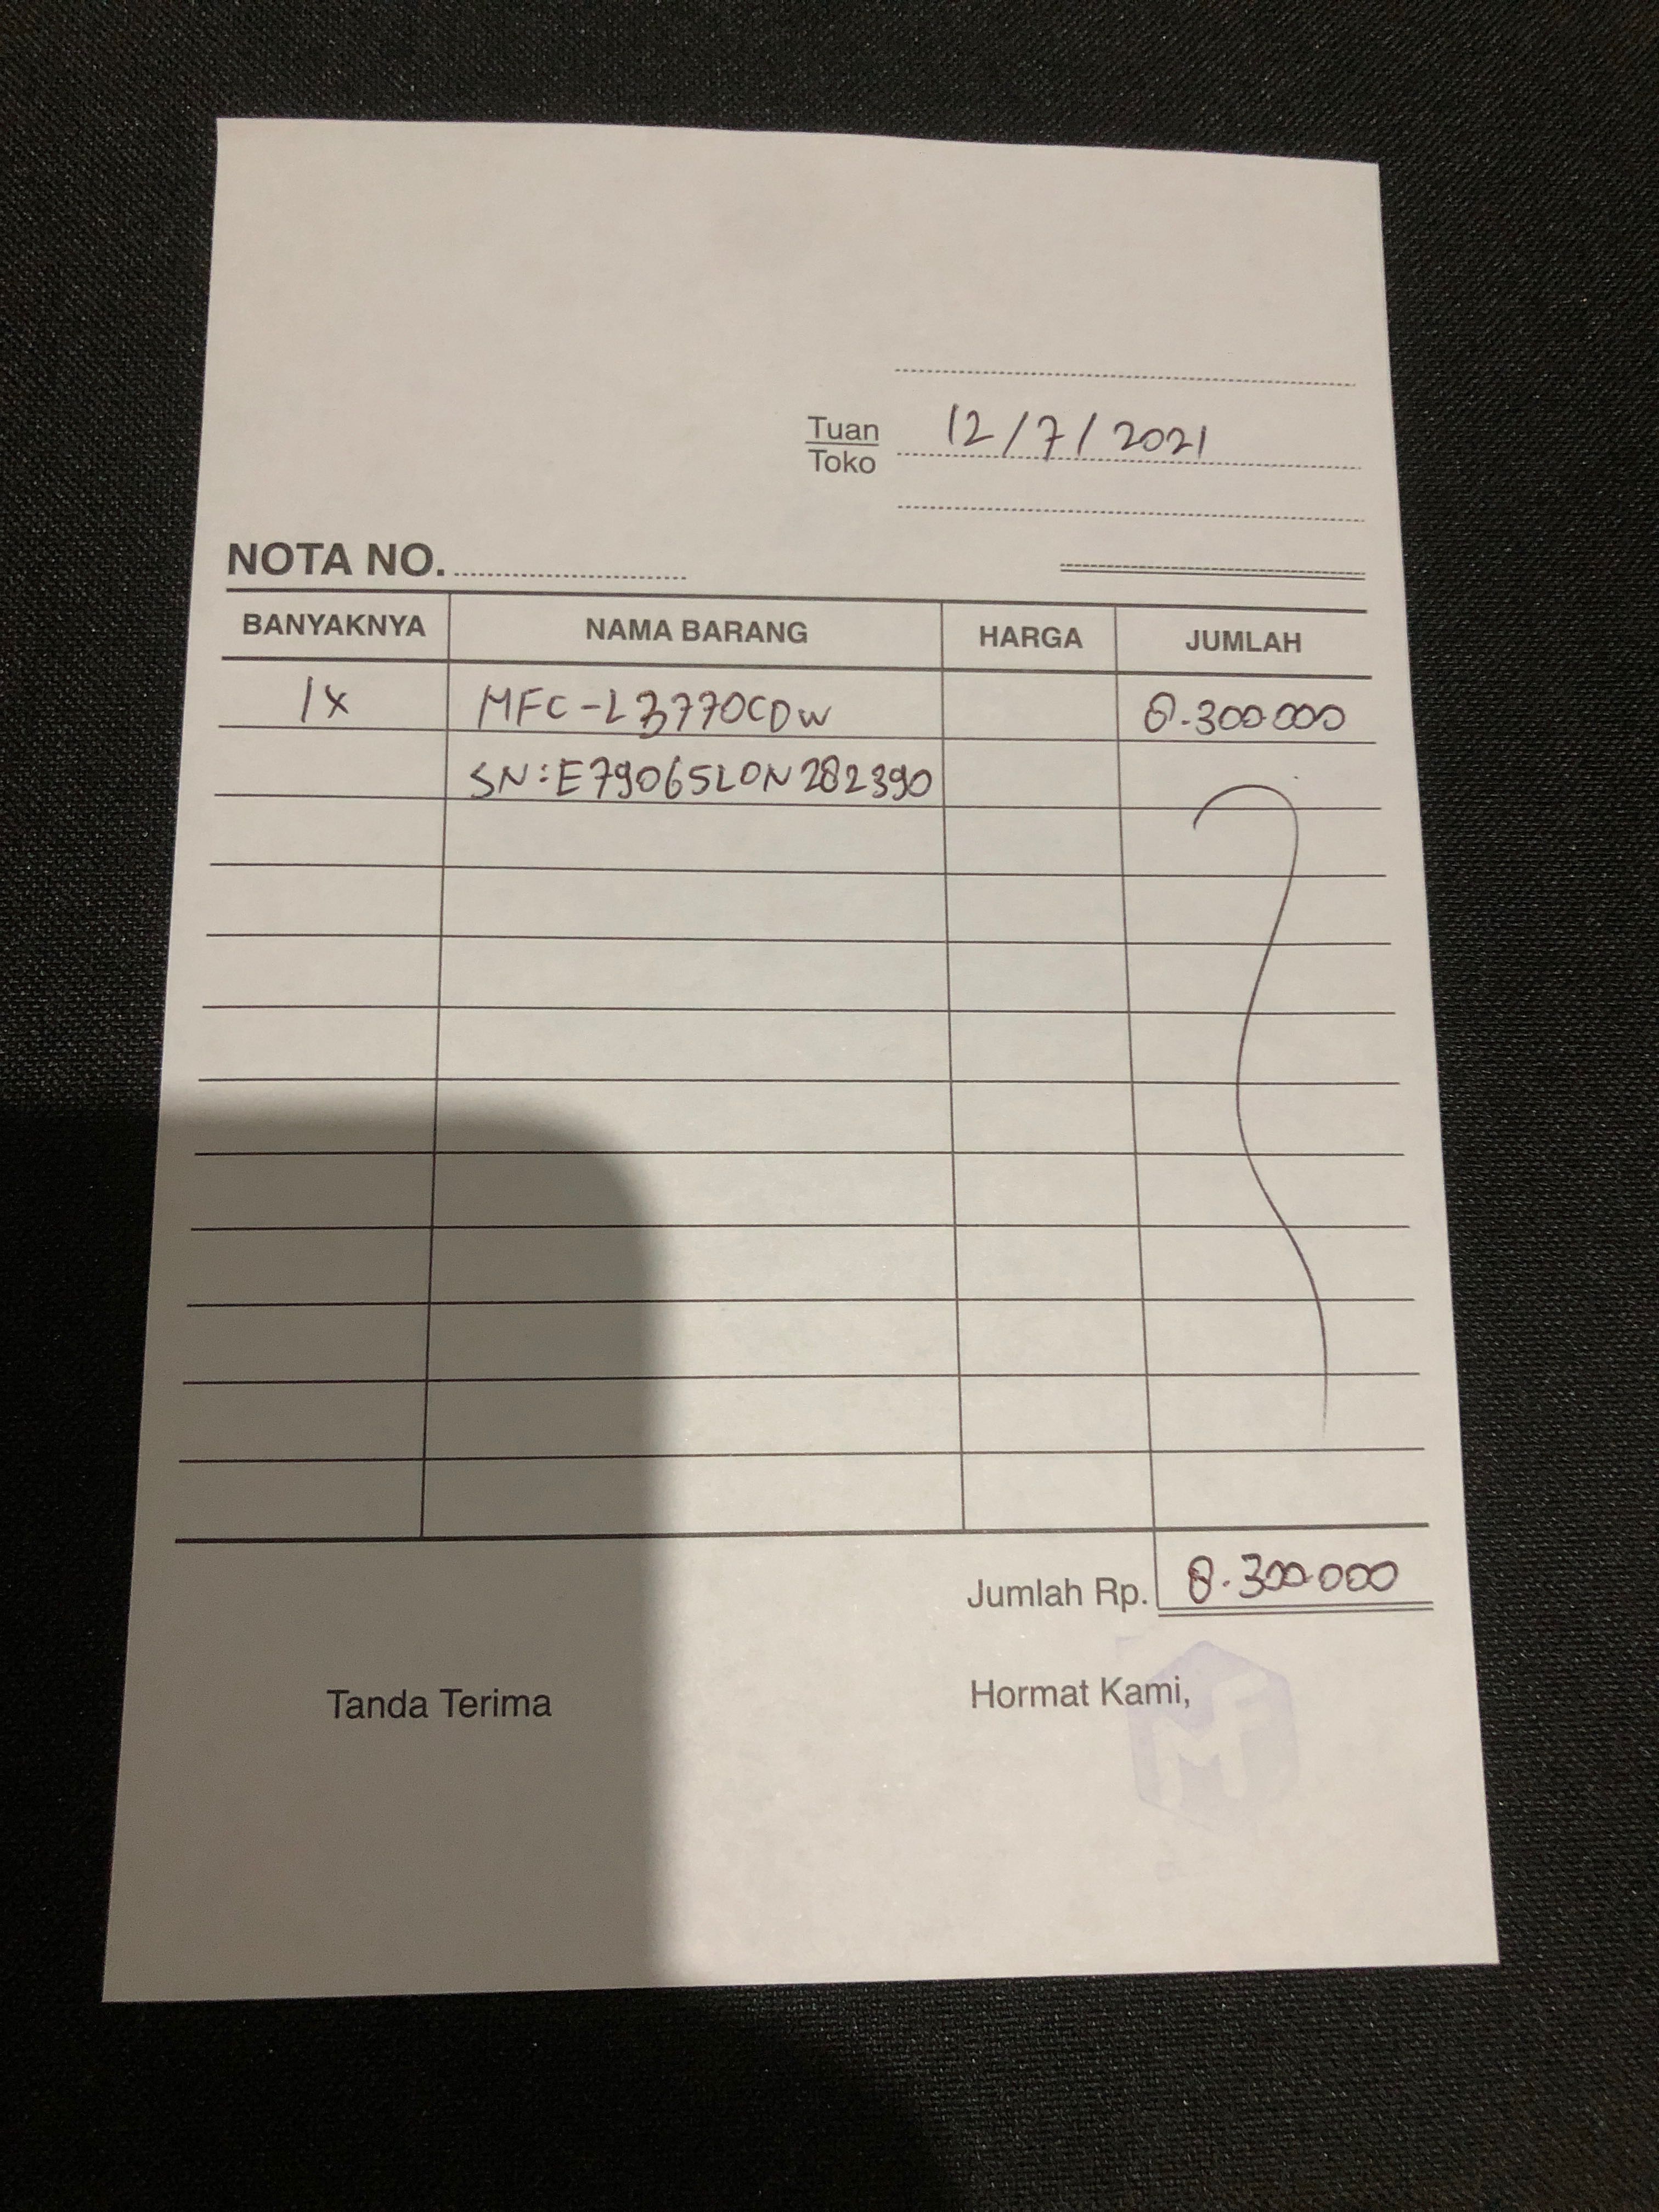 12/7/2021
Tuan
Toko
NOTA NO.
BANYAKNYA NAMA BARANG HARGA JUMLAH
1x MFC-L3770CDW 8.300.000
SN:E79065L0N282390
Jumlah Rp. 8.300.000
Tanda Terima Hormat Kami,
MF